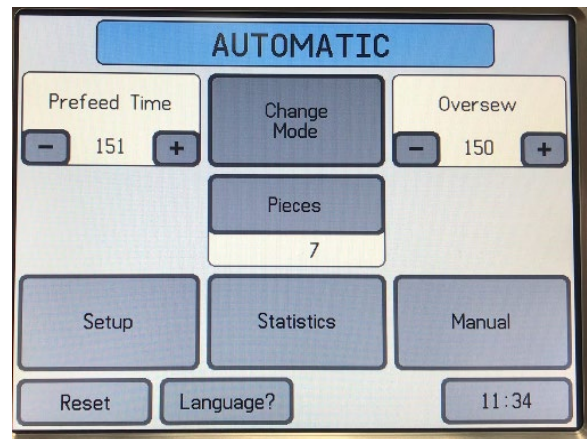 AUTOMATIC
Prefeed Time
- 151 +
Change
Mode
Oversew
- 150 +
Pieces
7
Setup
Statistics
Manual
Reset
Language?
11:34